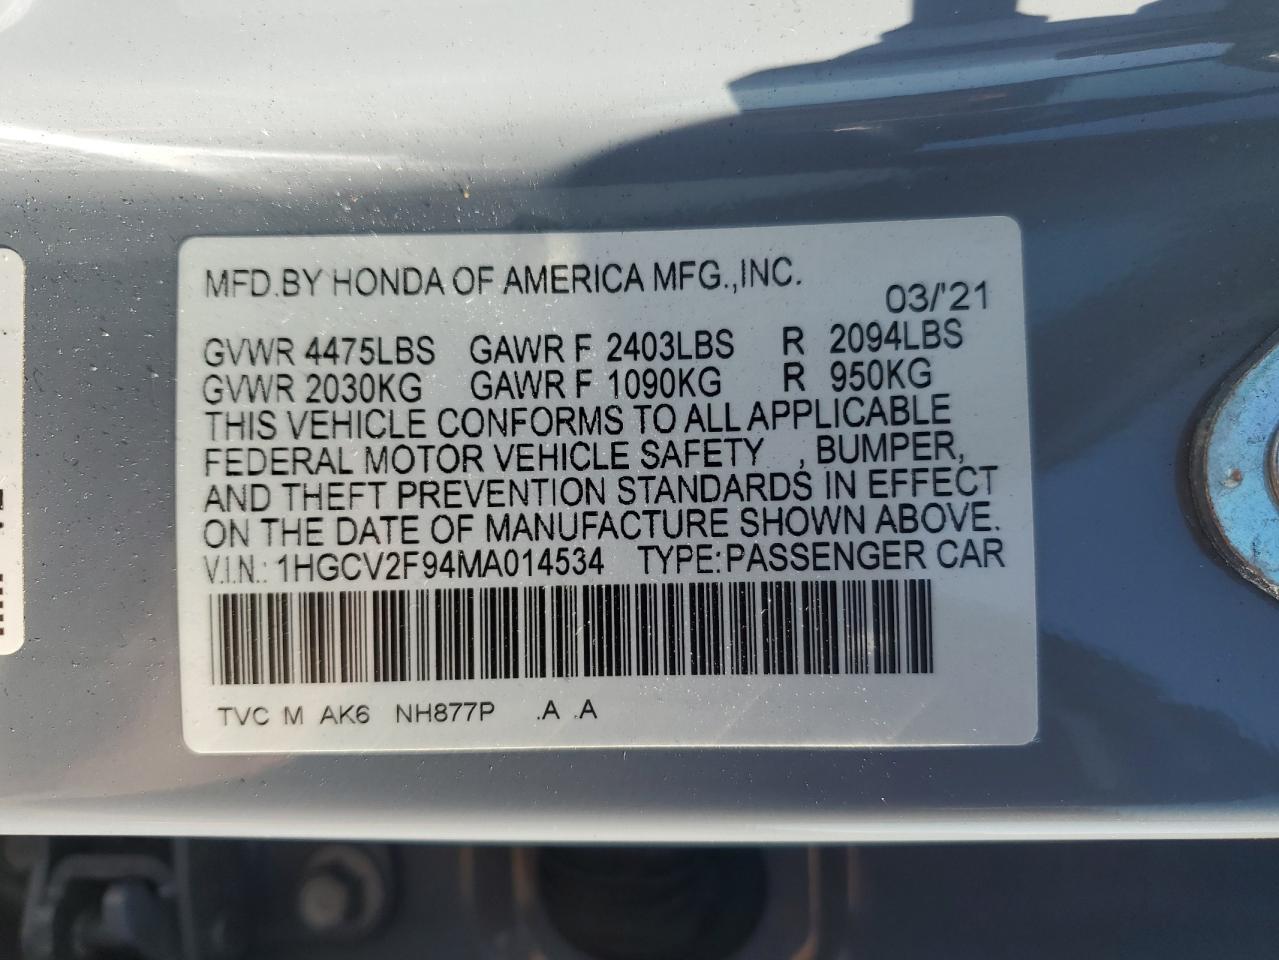 MFD.BY HONDA OF AMERICA MFG.,INC.
03/'21
GVWR 4475LBS GAWR F 2403LBS R 2094LBS
GVWR 2030KG GAWR F 1090KG R 950KG
THIS VEHICLE CONFORMS TO ALL APPLICABLE
FEDERAL MOTOR VEHICLE SAFETY , BUMPER,
AND THEFT PREVENTION STANDARDS IN EFFECT
ON THE DATE OF MANUFACTURE SHOWN ABOVE.
V.I.N.: 1HGCV2F94MA014534 TYPE:PASSENGER CAR
TVC M AK6 NH877P .A .A